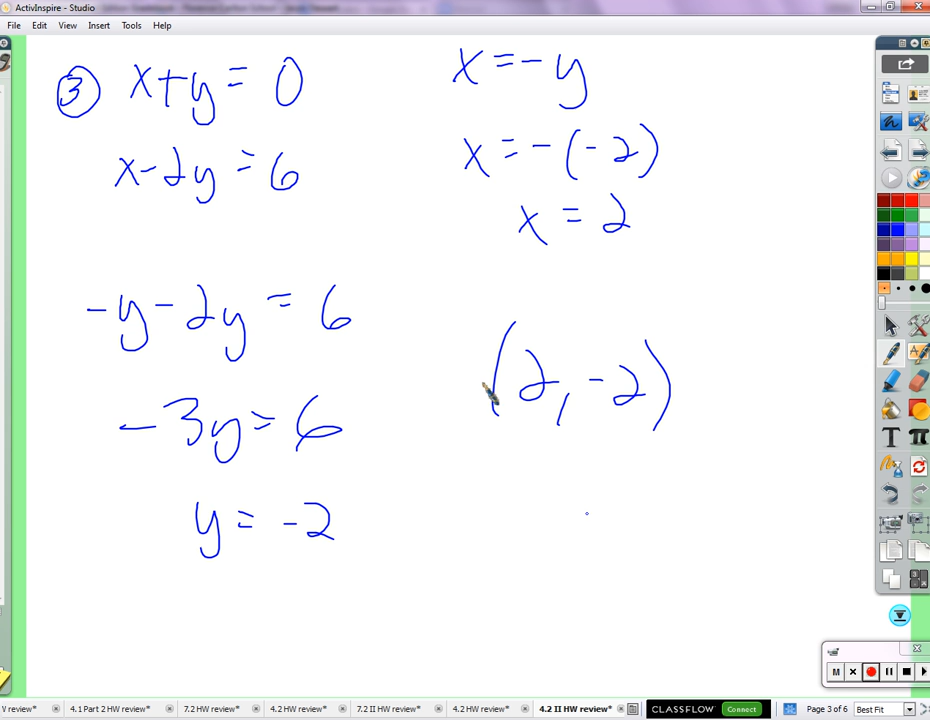 ActivInspire - Studio
File Edit View Insert Tools Help
③ x+y = 0
x-2y = 6
-y-2y = 6
-3y = 6
y = -2
x = -y
x = -(-2)
x = 2
(2, -2)
V review* 4.1 Part 2 HW review* 7.2 HW review* 4.2 HW review* 7.2 II HW review* 4.2 HW review* 4.2 II HW review* CLASSFLOW Connect Page 3 of 6 Best Fit